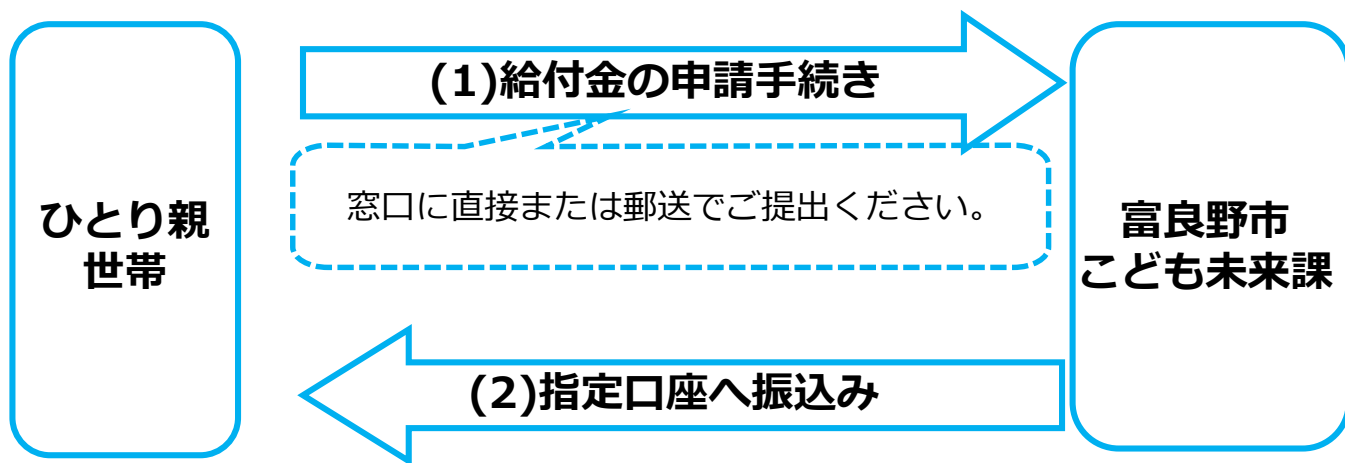 ひとり親
世帯
(1)給付金の申請手続き
窓口に直接または郵送でご提出ください。
(2)指定口座へ振込み
富良野市
こども未来課